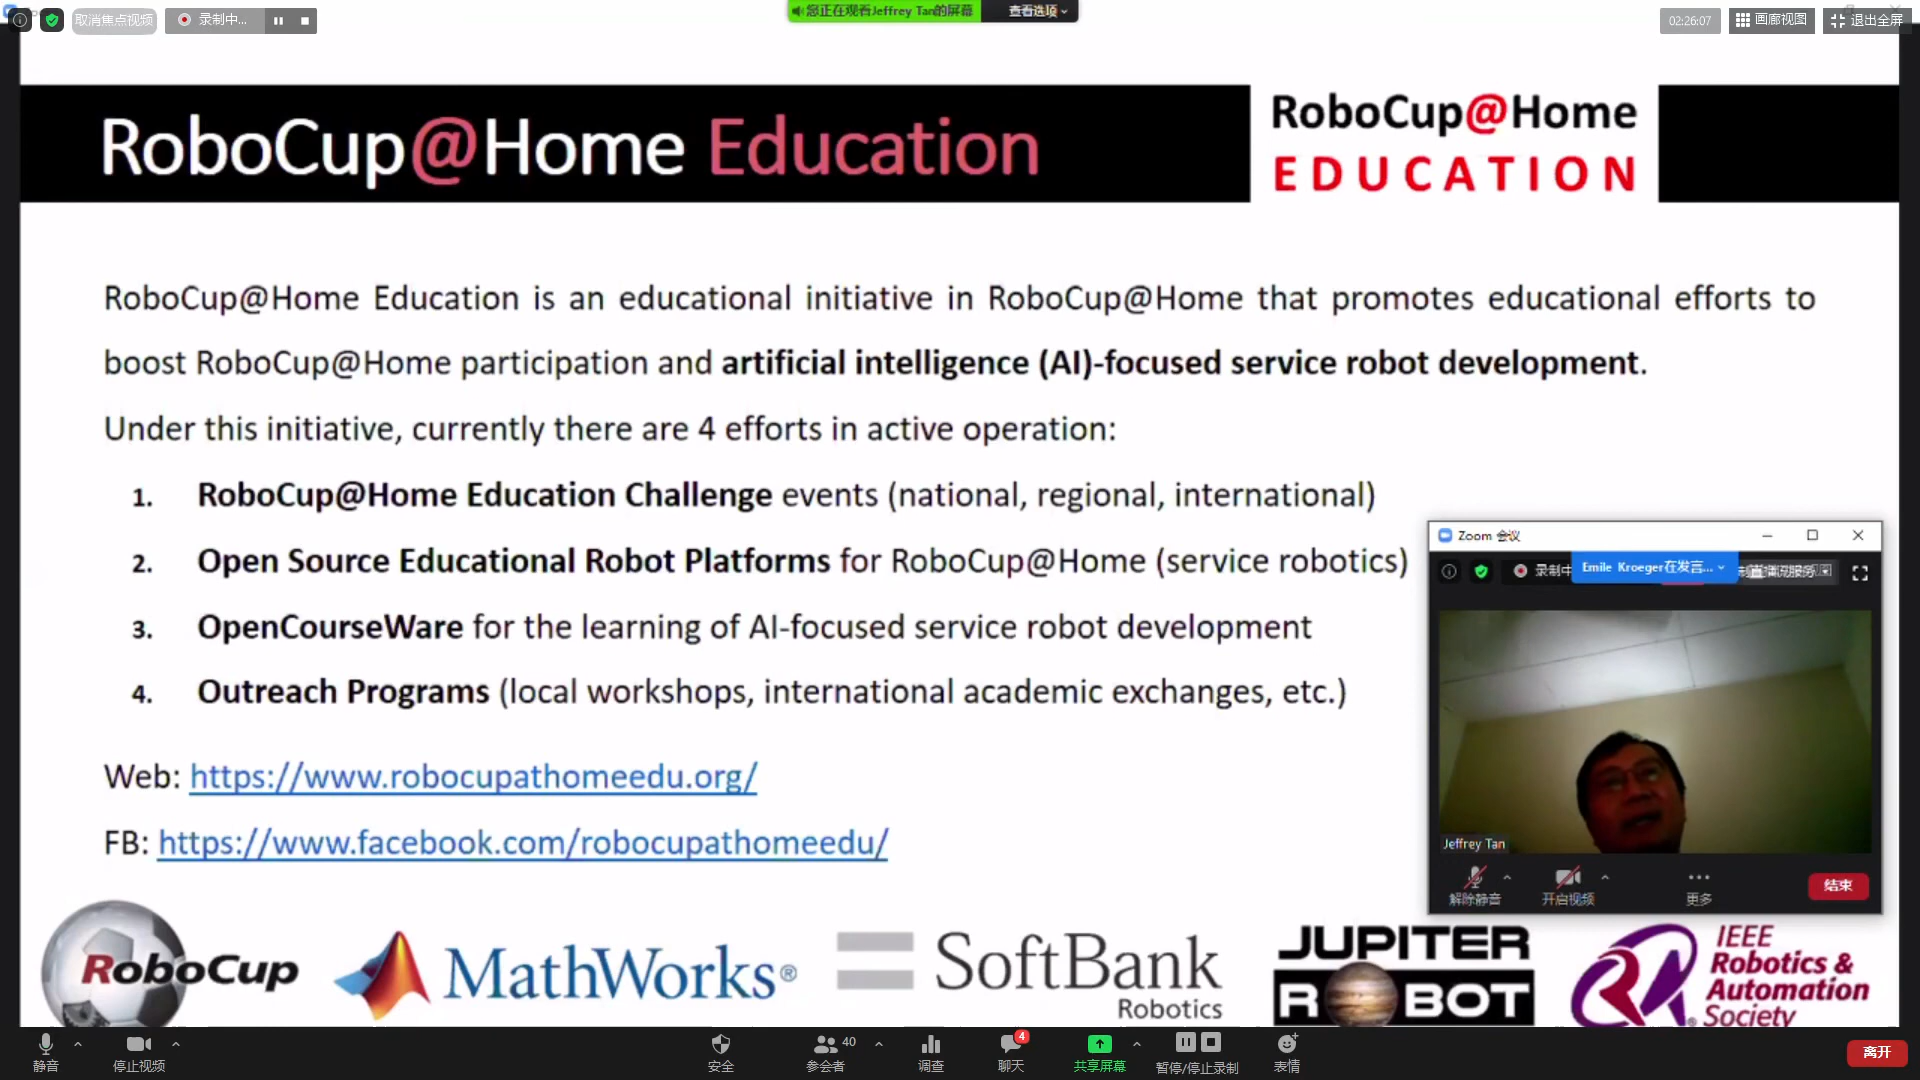 取消焦点视频
录制中...
您正在观看Jeffrey Tan的屏幕
查看选项
02:26:07
画廊视图
退出全屏
RoboCup@Home Education
RoboCup@Home
EDUCATION
RoboCup@Home Education is an educational initiative in RoboCup@Home that promotes educational efforts to
boost RoboCup@Home participation and artificial intelligence (AI)-focused service robot development.
Under this initiative, currently there are 4 efforts in active operation:
1. RoboCup@Home Education Challenge events (national, regional, international)
2. Open Source Educational Robot Platforms for RoboCup@Home (service robotics)
3. OpenCourseWare for the learning of AI-focused service robot development
4. Outreach Programs (local workshops, international academic exchanges, etc.)
Web: https://www.robocupathomeedu.org/
FB: https://www.facebook.com/robocupathomeedu/
Zoom 会议
录制中
Emile Kroeger在发言...
Jeffrey Tan
解除静音
开启视频
更多
结束
RoboCup
MathWorks®
SoftBank
Robotics
JUPITER
ROBOT
IEEE
Robotics &
Automation
Society
静音
停止视频
安全
40
参会者
调查
4
聊天
共享屏幕
暂停/停止录制
表情
离开